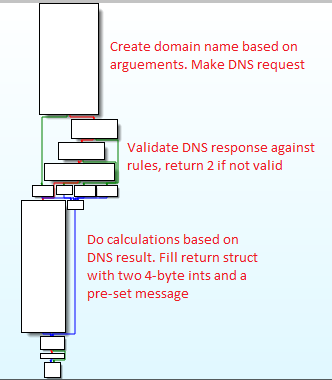 Create domain name based on
arguements. Make DNS request
Validate DNS response against
rules, return 2 if not valid
Do calculations based on
DNS result. Fill return struct
with two 4-byte ints and a
pre-set message